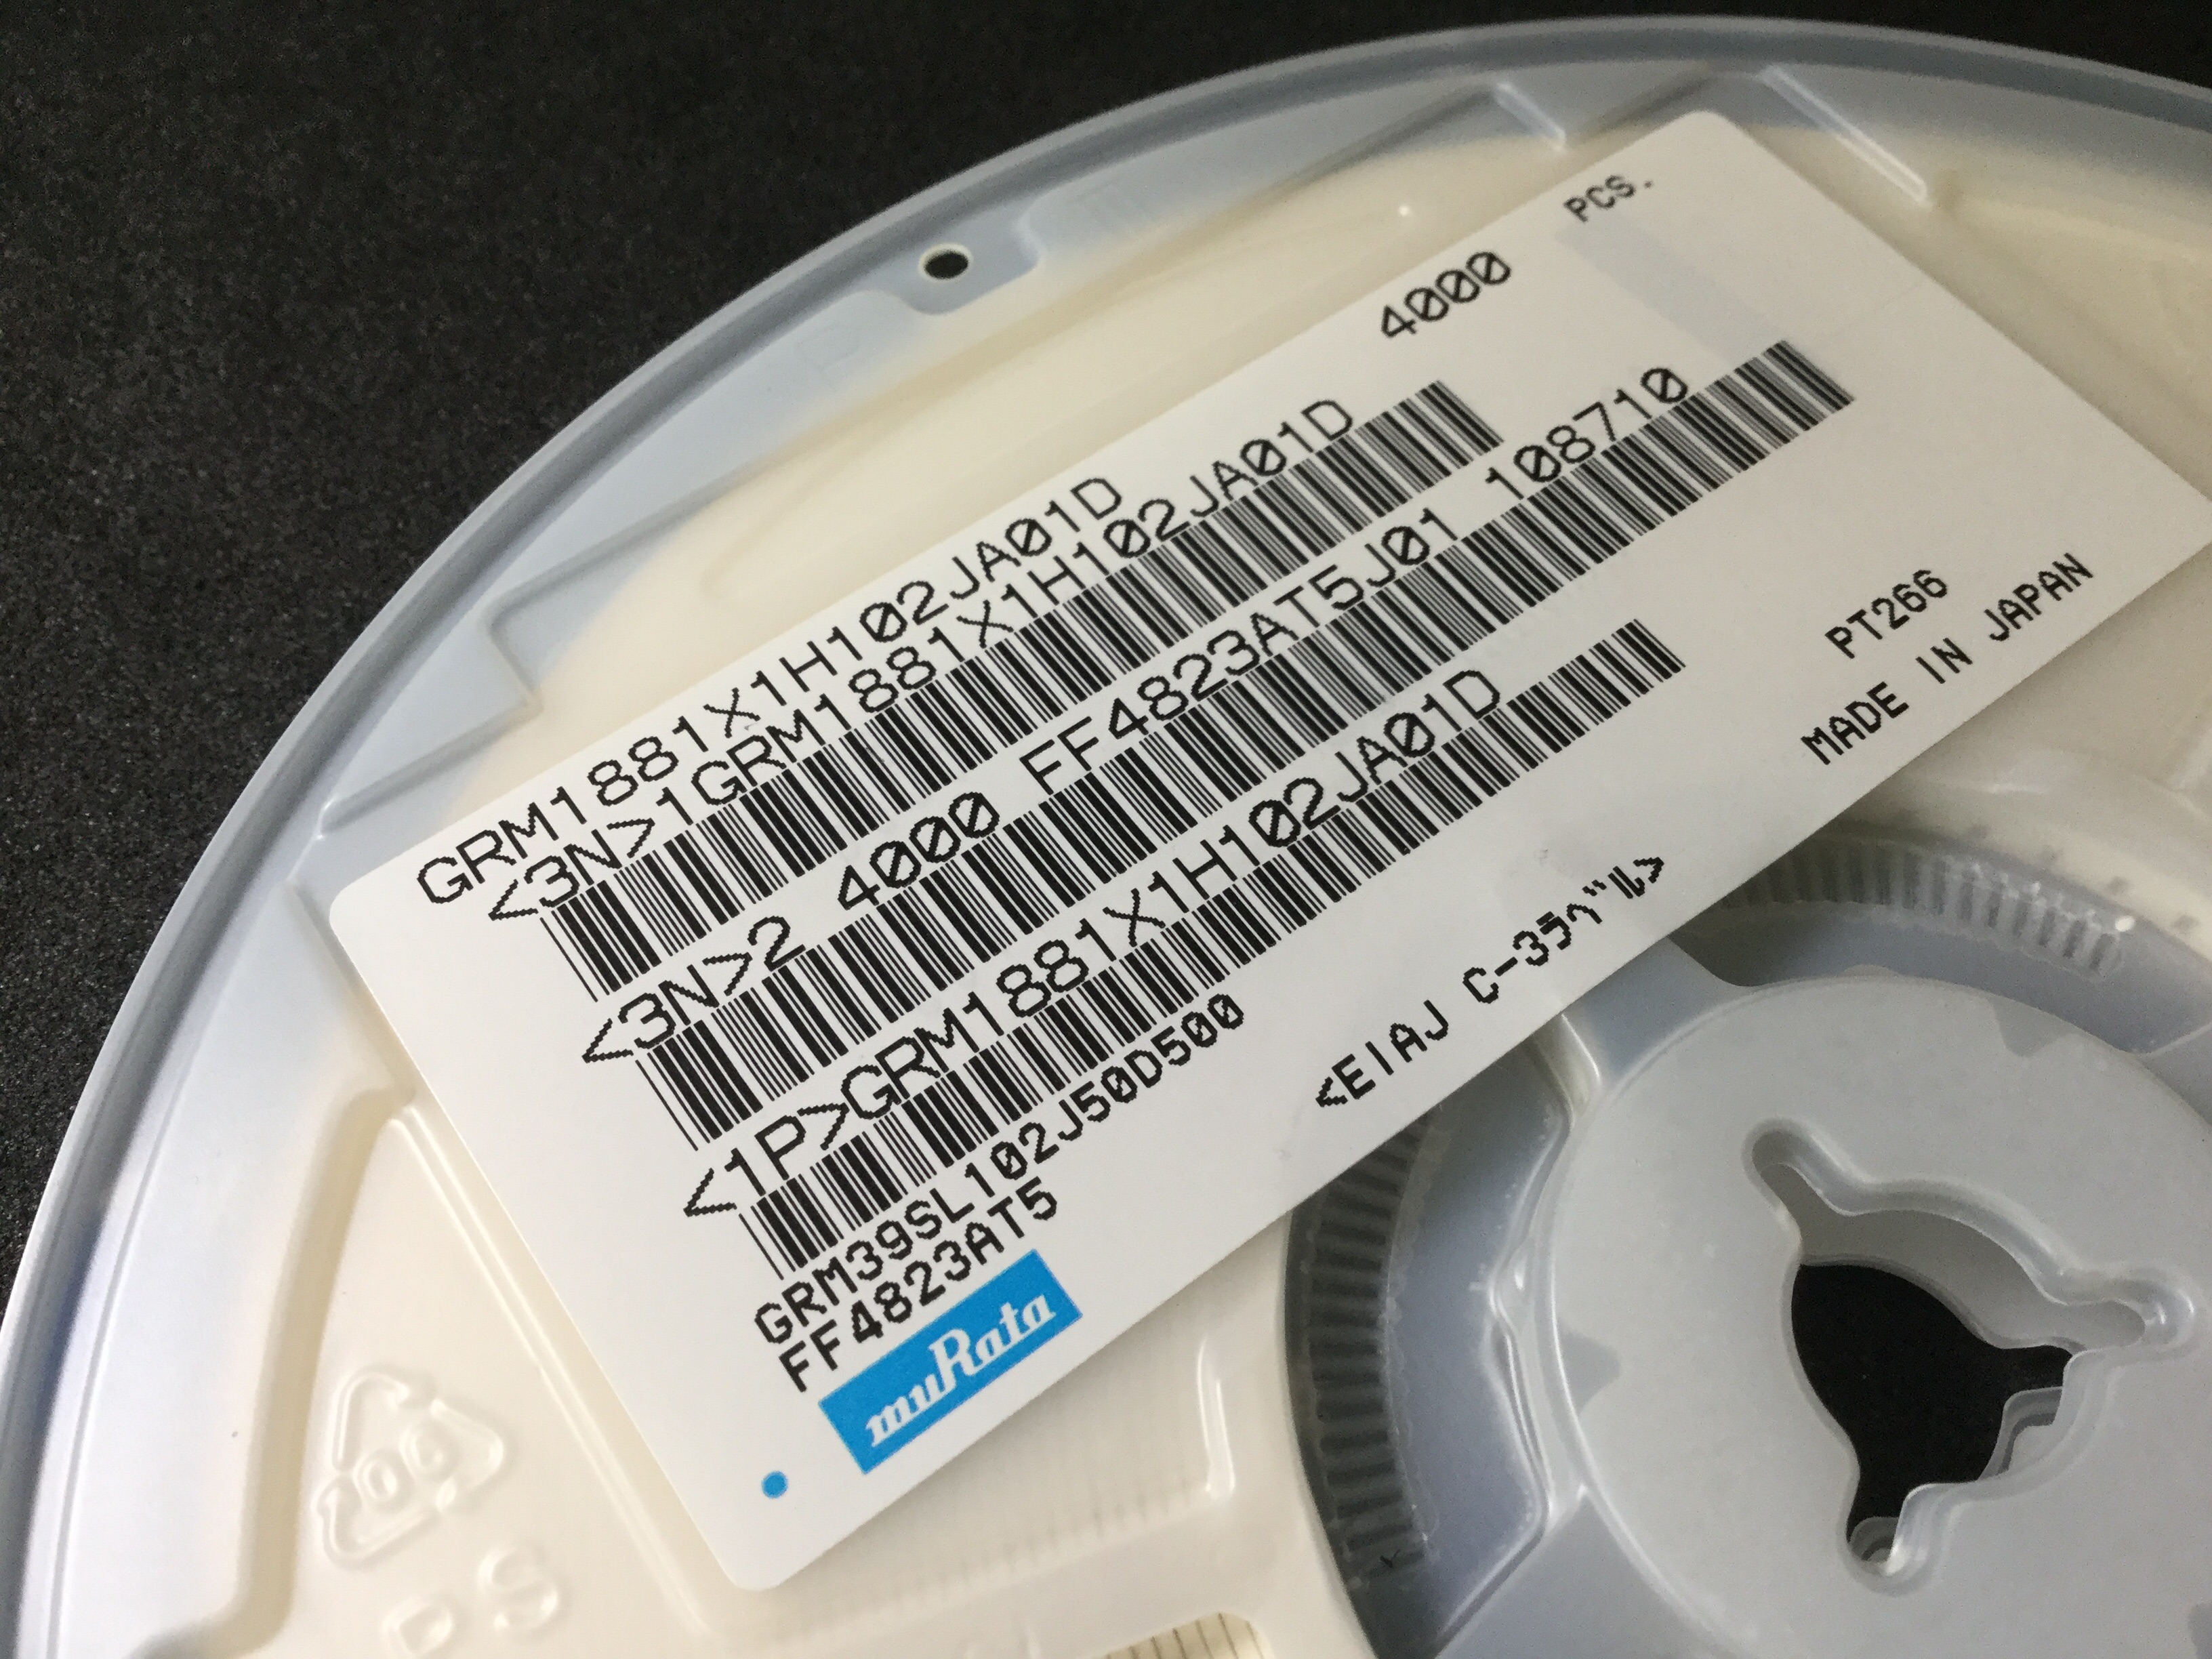 GRM1881X1H102JA01D
4000
PCS.
<3N>1GRM1881X1H102JA01D
<3N>2 4000 FF4823AT5J01 108710
<1P>GRM1881X1H102JA01D
GRM39SL102J50D500
FF4823AT5
PT266
<EIAJ C-3ﾗﾍﾞﾙ>
MADE IN JAPAN
muRata
PS